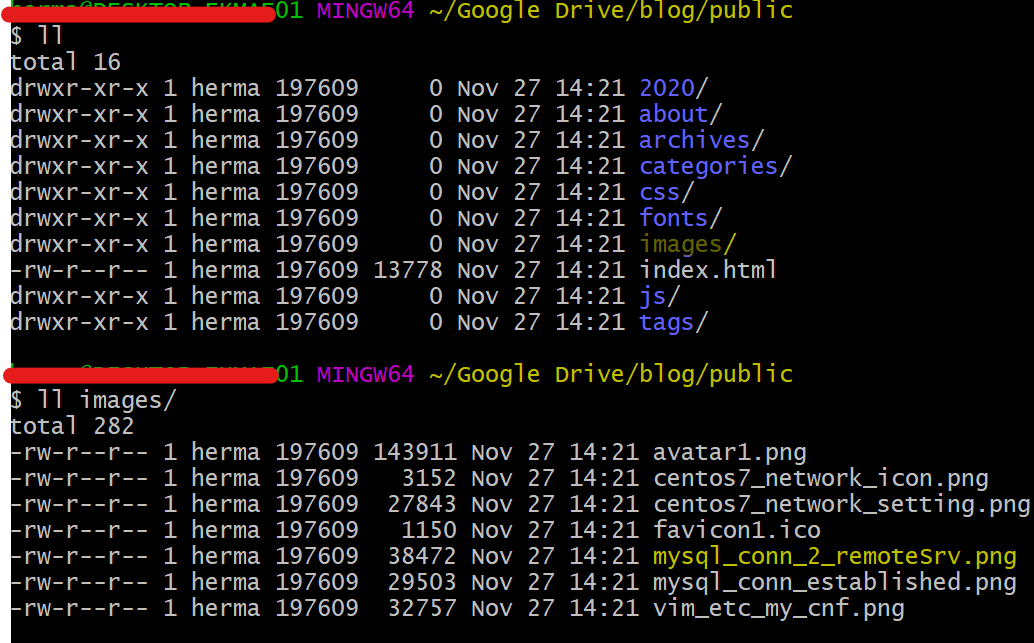 01 MINGW64 ~/Google Drive/blog/public
$ ll
total 16
drwxr-xr-x 1 herma 197609     0 Nov 27 14:21 2020/
drwxr-xr-x 1 herma 197609     0 Nov 27 14:21 about/
drwxr-xr-x 1 herma 197609     0 Nov 27 14:21 archives/
drwxr-xr-x 1 herma 197609     0 Nov 27 14:21 categories/
drwxr-xr-x 1 herma 197609     0 Nov 27 14:21 css/
drwxr-xr-x 1 herma 197609     0 Nov 27 14:21 fonts/
drwxr-xr-x 1 herma 197609     0 Nov 27 14:21 images/
-rw-r--r-- 1 herma 197609 13778 Nov 27 14:21 index.html
drwxr-xr-x 1 herma 197609     0 Nov 27 14:21 js/
drwxr-xr-x 1 herma 197609     0 Nov 27 14:21 tags/
01 MINGW64 ~/Google Drive/blog/public
$ ll images/
total 282
-rw-r--r-- 1 herma 197609 143911 Nov 27 14:21 avatar1.png
-rw-r--r-- 1 herma 197609   3152 Nov 27 14:21 centos7_network_icon.png
-rw-r--r-- 1 herma 197609  27843 Nov 27 14:21 centos7_network_setting.png
-rw-r--r-- 1 herma 197609   1150 Nov 27 14:21 favicon1.ico
-rw-r--r-- 1 herma 197609  38472 Nov 27 14:21 mysql_conn_2_remoteSrv.png
-rw-r--r-- 1 herma 197609  29503 Nov 27 14:21 mysql_conn_established.png
-rw-r--r-- 1 herma 197609  32757 Nov 27 14:21 vim_etc_my_cnf.png